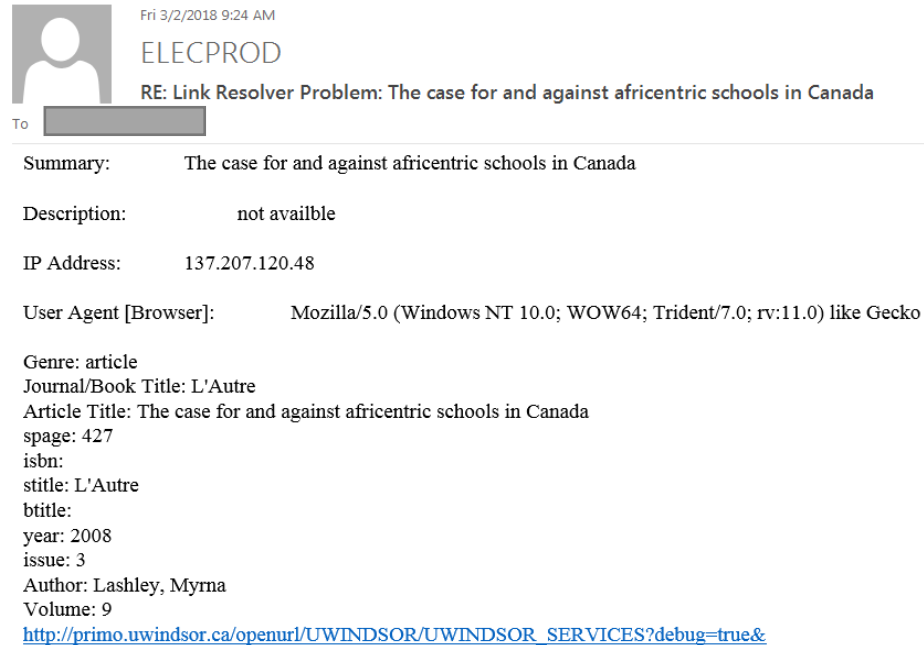 Fri 3/2/2018 9:24 AM
ELECPROD
RE: Link Resolver Problem: The case for and against africentric schools in Canada
To
Summary: The case for and against africentric schools in Canada
Description: not availble
IP Address: 137.207.120.48
User Agent [Browser]: Mozilla/5.0 (Windows NT 10.0; WOW64; Trident/7.0; rv:11.0) like Gecko
Genre: article
Journal/Book Title: L'Autre
Article Title: The case for and against africentric schools in Canada
spage: 427
isbn:
stitle: L'Autre
btitle:
year: 2008
issue: 3
Author: Lashley, Myrna
Volume: 9
http://primo.uwindsor.ca/openurl/UWINDSOR/UWINDSOR_SERVICES?debug=true&